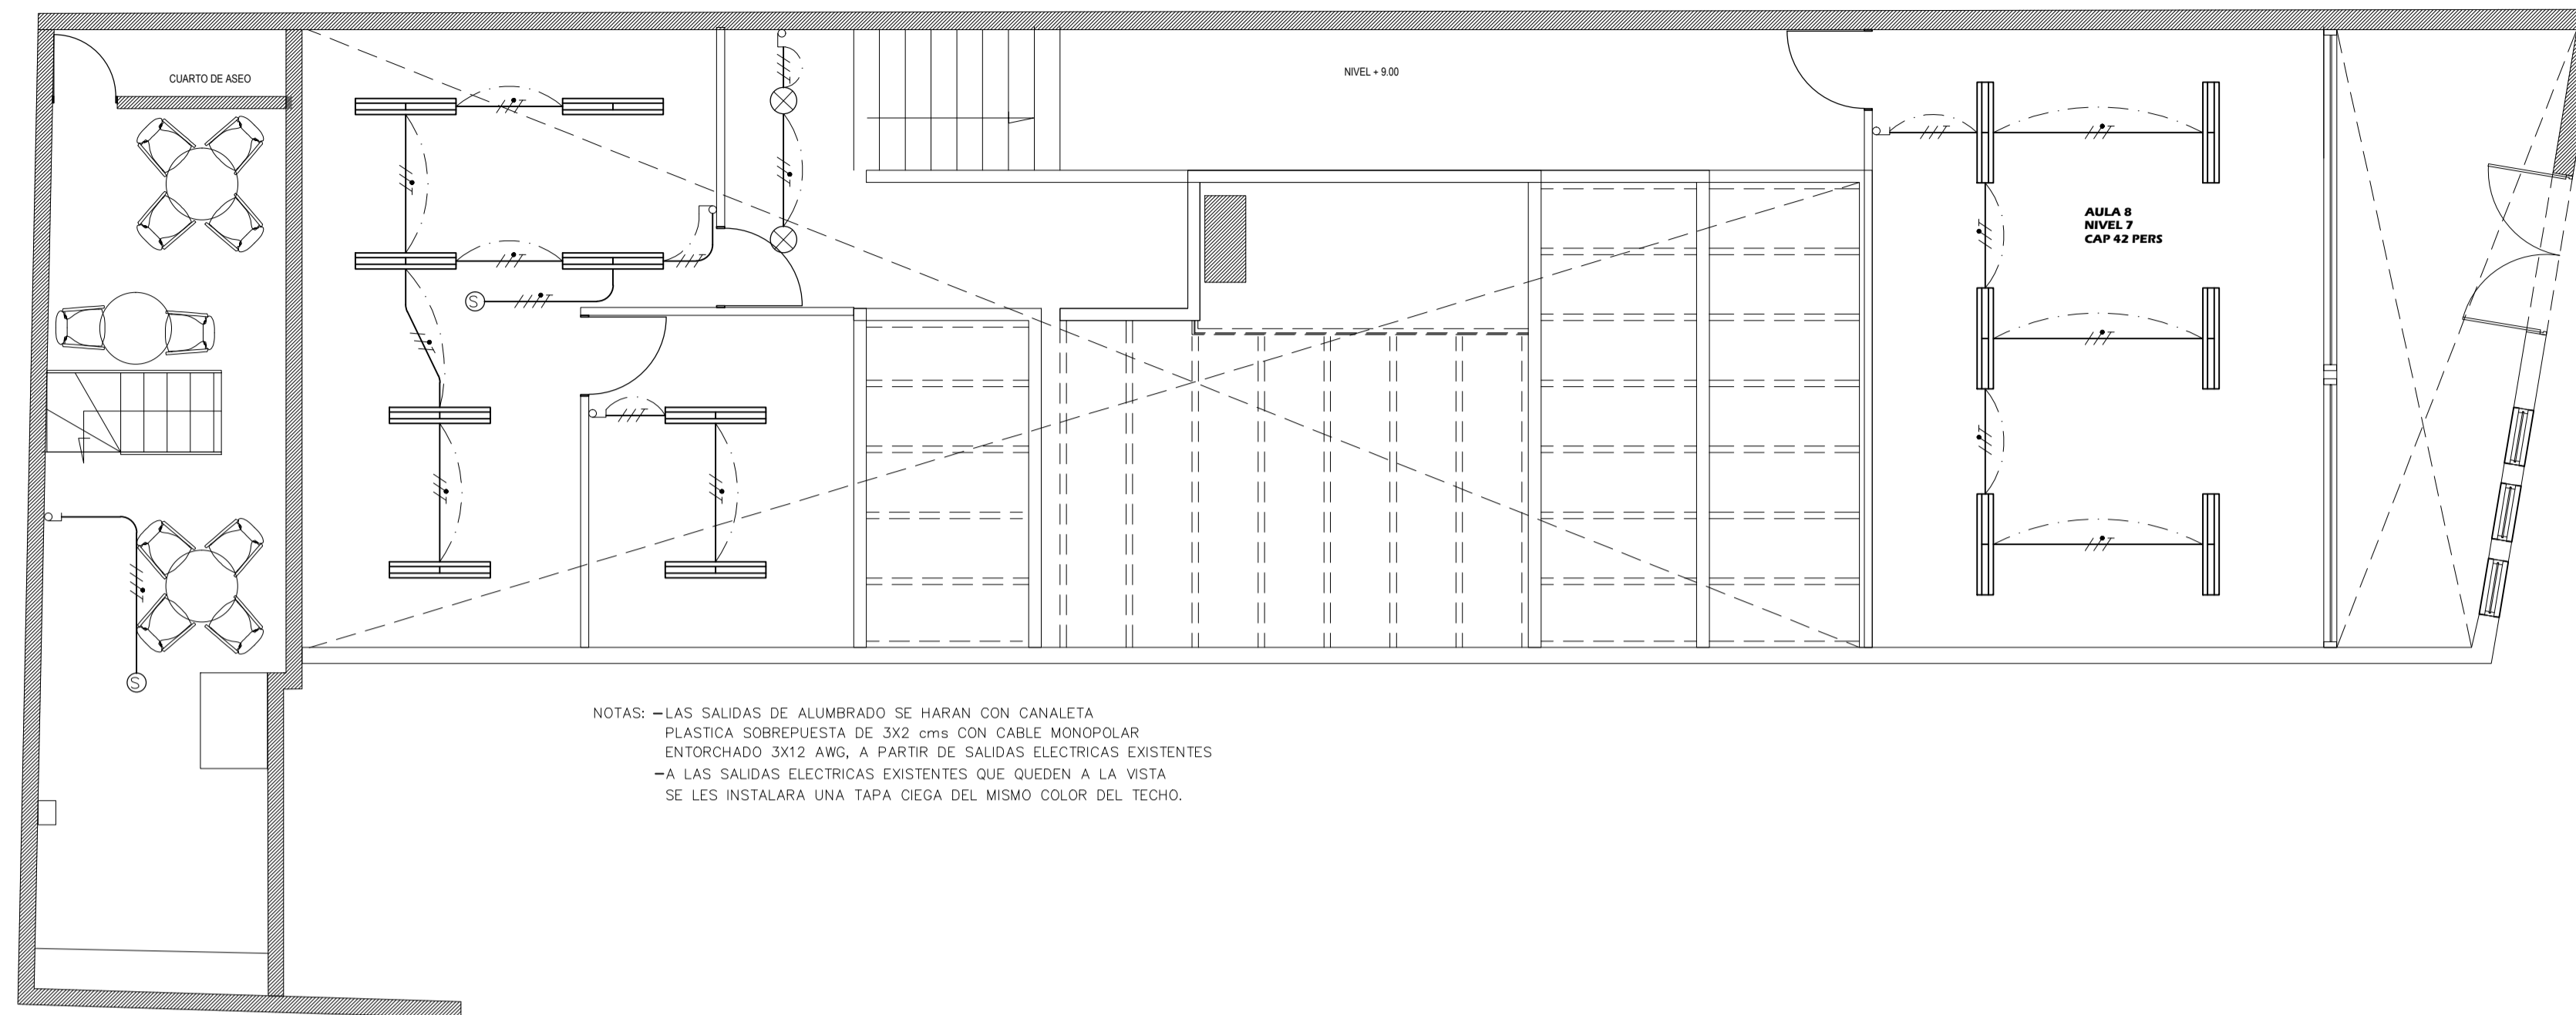 CUARTO DE ASEO
NIVEL + 9.00
AULA 8
NIVEL 7
CAP 42 PERS
S
S
NOTAS: -LAS SALIDAS DE ALUMBRADO SE HARAN CON CANALETA
PLASTICA SOBREPUESTA DE 3X2 cms CON CABLE MONOPOLAR
ENTORCHADO 3X12 AWG, A PARTIR DE SALIDAS ELECTRICAS EXISTENTES
-A LAS SALIDAS ELECTRICAS EXISTENTES QUE QUEDEN A LA VISTA
SE LES INSTALARA UNA TAPA CIEGA DEL MISMO COLOR DEL TECHO.